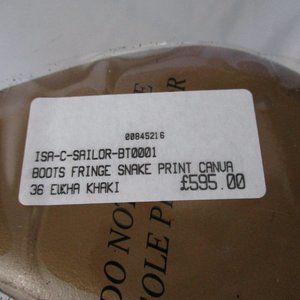 00845216
ISA-C-SAILOR-BT0001
BOOTS FRINGE SNAKE PRINT CANVA
36 EUKHA KHAKI
£595.00
DO NO
SOLE P